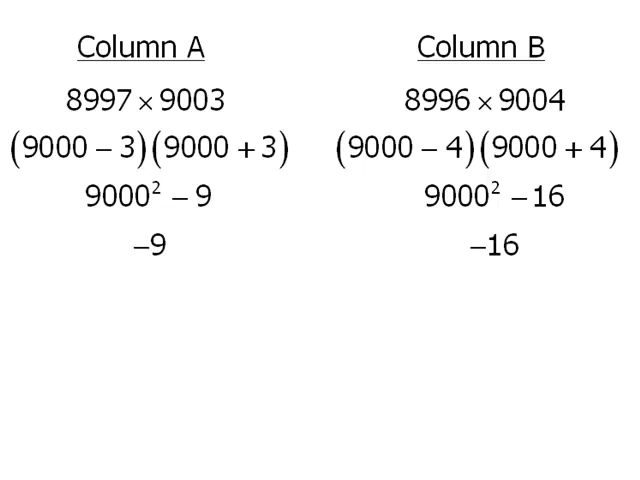 Column A Column B
8997 × 9003 8996 × 9004
(9000 − 3)(9000 + 3) (9000 − 4)(9000 + 4)
9000² − 9 9000² − 16
−9 −16